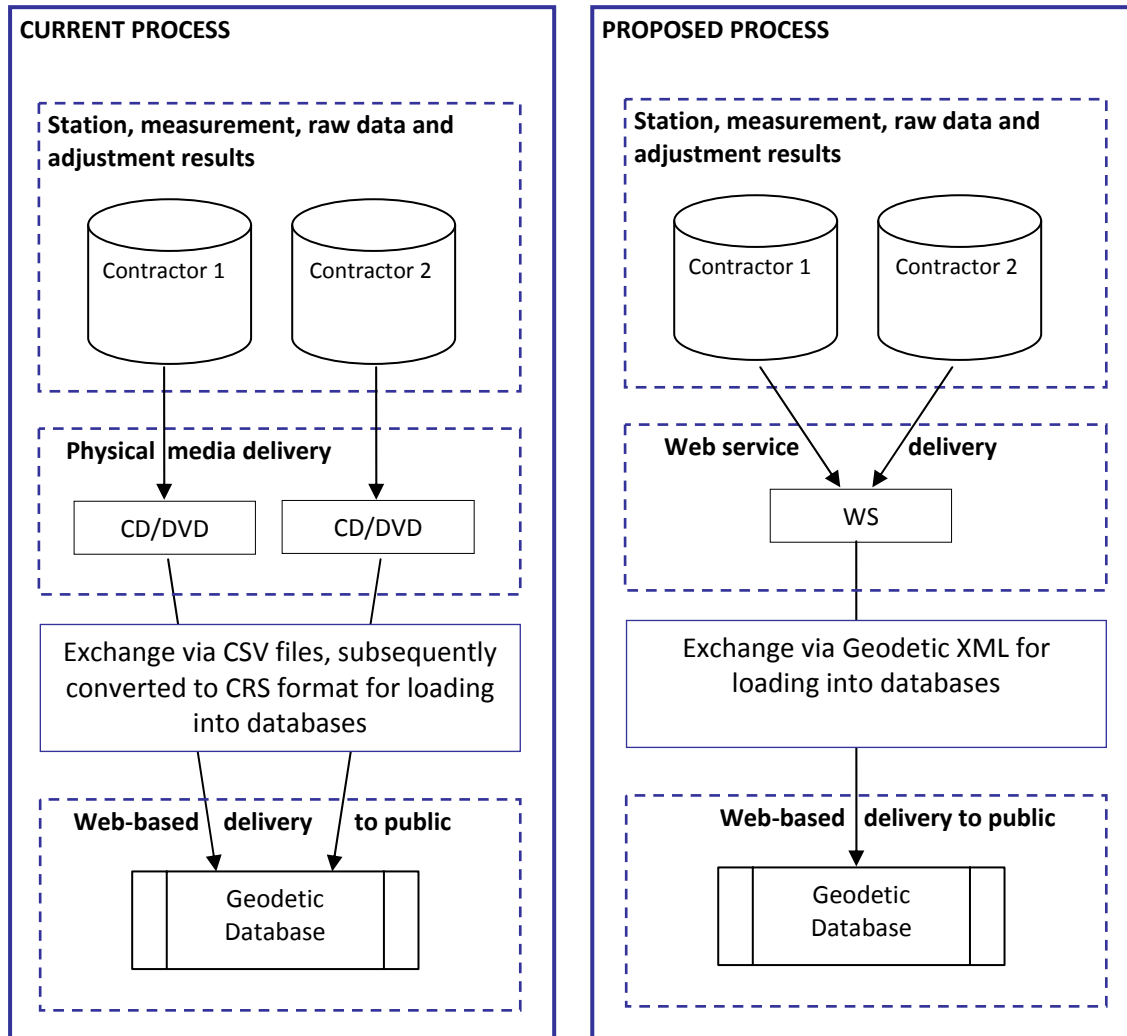 CURRENT PROCESS
Station, measurement, raw data and
adjustment results
Contractor 1
Contractor 2
Physical media delivery
CD/DVD
CD/DVD
Exchange via CSV files, subsequently
converted to CRS format for loading
into databases
Web-based delivery to public
Geodetic
Database
PROPOSED PROCESS
Station, measurement, raw data and
adjustment results
Contractor 1
Contractor 2
Web service delivery
WS
Exchange via Geodetic XML for
loading into databases
Web-based delivery to public
Geodetic
Database